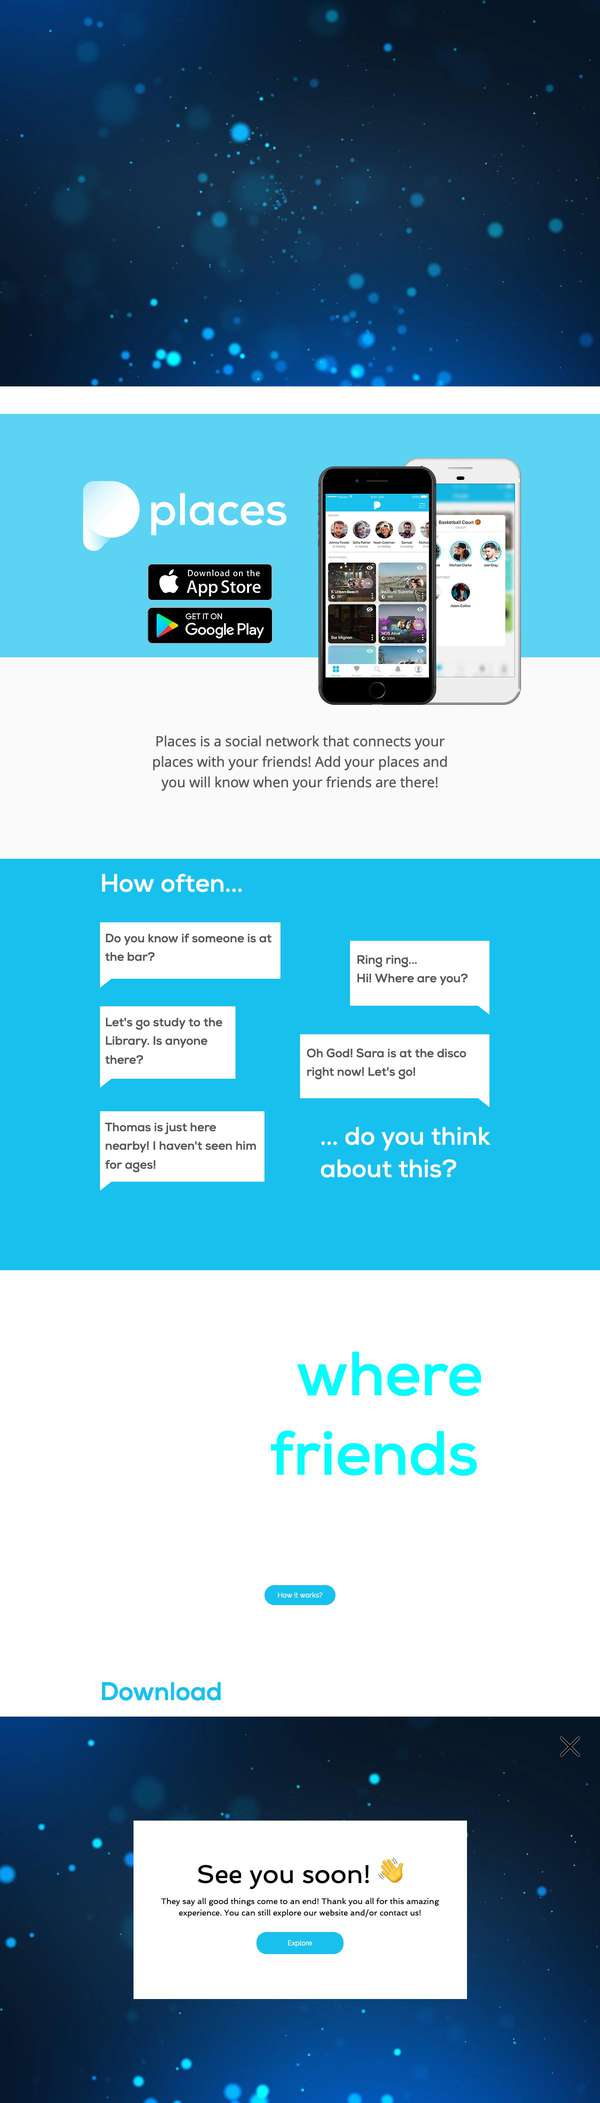 places
Download on the
App Store
GET IT ON
Google Play
Basketball Court
Michael Clarke
Adam Collins
Bar Mignon
Places is a social network that connects your
places with your friends! Add your places and
you will know when your friends are there!
How often...
Do you know if someone is at
the bar?
Ring ring...
Hi! Where are you?
Let's go study to the
Library. Is anyone
there?
Oh God! Sara is at the disco
right now! Let's go!
Thomas is just here
nearby! I haven't seen him
for ages!
... do you think
about this?
where
friends
How it works?
Download
See you soon! 👋
They say all good things come to an end! Thank you all for this amazing
experience. You can still explore our website and/or contact us!
Explore